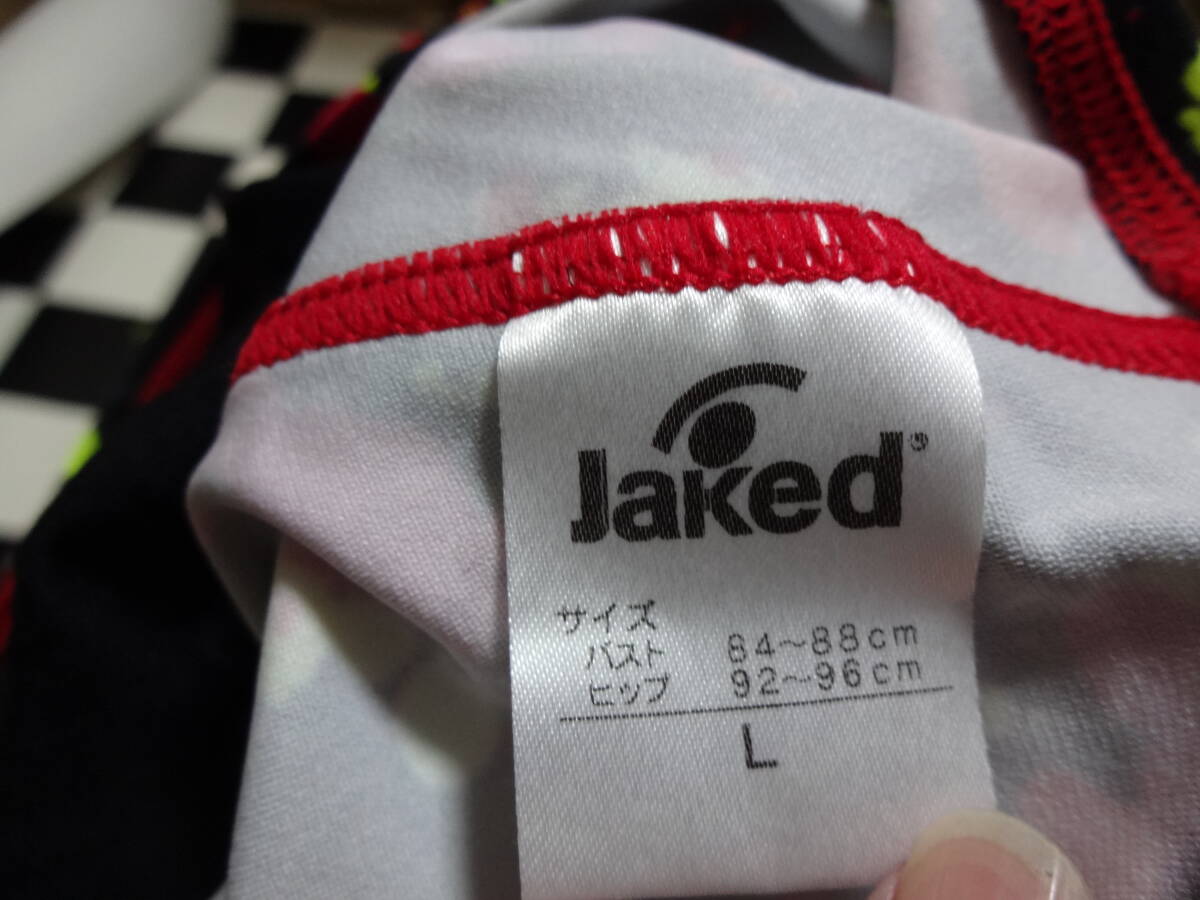 Jaked®
サイズ
バスト 84～88cm
ヒップ 92～96cm
L